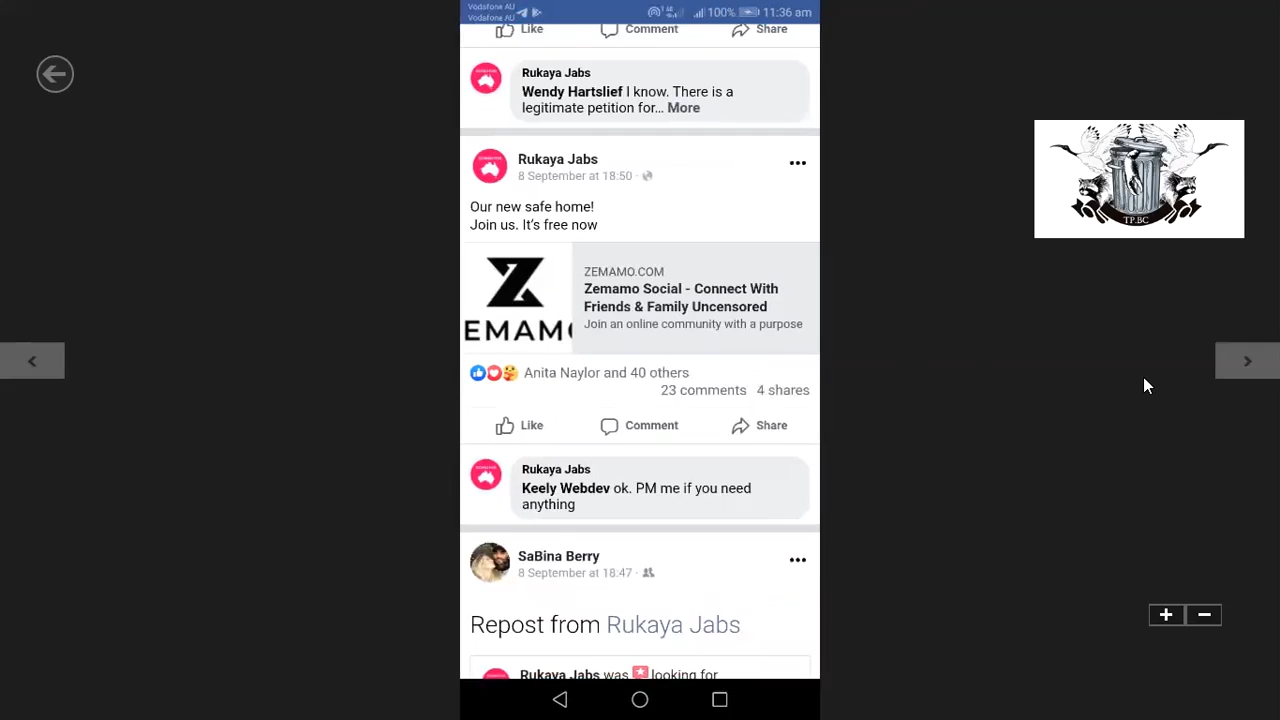 Vodafone AU
Vodafone AU
100%
11:36 am
Like
Comment
Share
Rukaya Jabs
Wendy Hartslief I know. There is a
legitimate petition for... More
Rukaya Jabs
8 September at 18:50 ·
Our new safe home!
Join us. It's free now
EMAMO
ZEMAMO.COM
Zemamo Social - Connect With
Friends & Family Uncensored
Join an online community with a purpose
Anita Naylor and 40 others
23 comments 4 shares
Like
Comment
Share
Rukaya Jabs
Keely Webdev ok. PM me if you need
anything
SaBina Berry
8 September at 18:47 ·
Repost from Rukaya Jabs
Rukaya Jabs was looking for
TP.BC